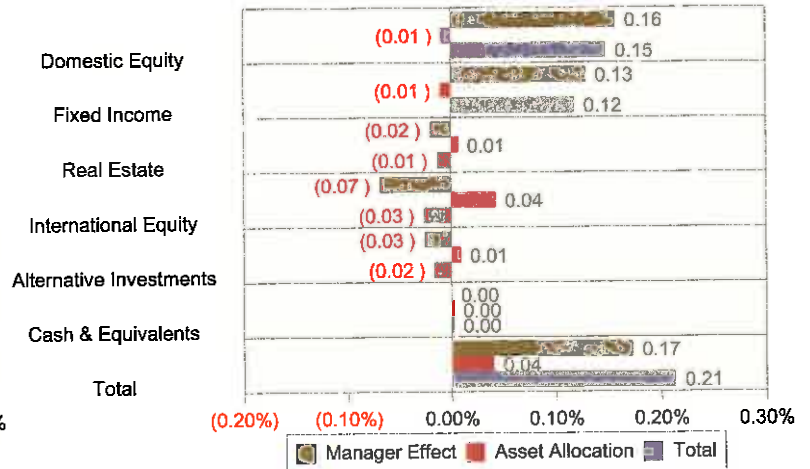 0.16
(0.01 )
0.15
Domestic Equity
0.13
(0.01 )
0.12
Fixed Income
(0.02 )
0.01
(0.01 )
Real Estate
(0.07 )
0.04
(0.03 )
International Equity
(0.03 )
0.01
(0.02 )
Alternative Investments
0.00
0.00
0.00
Cash & Equivalents
0.17
0.04
0.21
Total
% (0.20%) (0.10%) 0.00% 0.10% 0.20% 0.30%
Manager Effect Asset Allocation Total